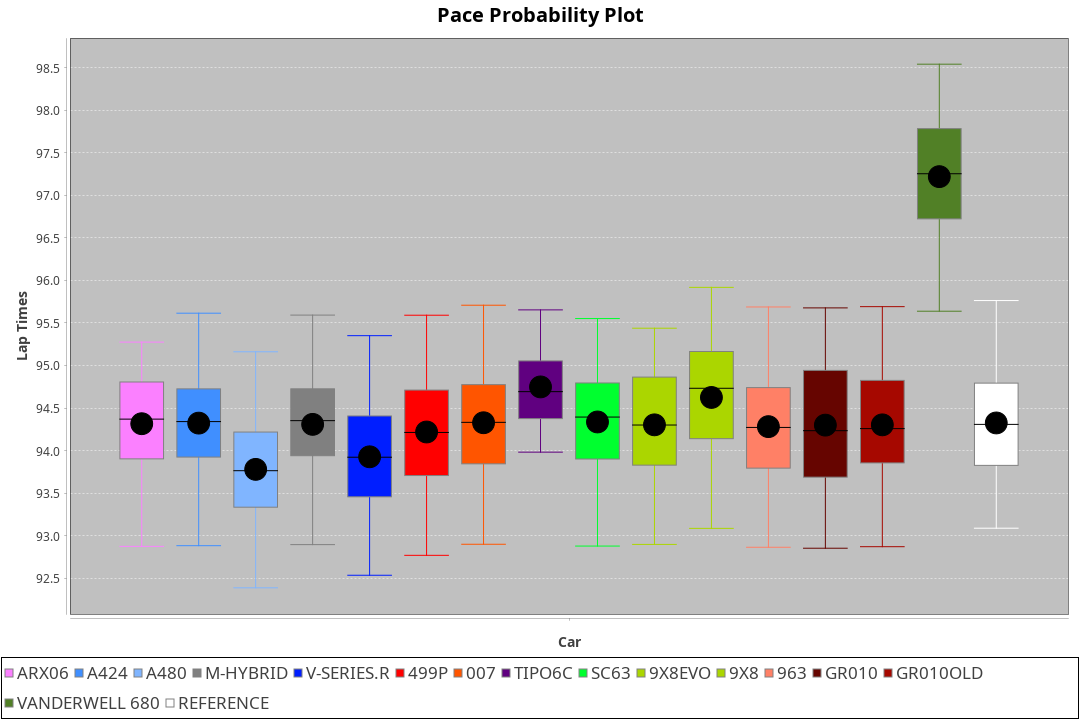 Pace Probability Plot
98.5
98.0
97.5
97.0
96.5
96.0
95.5
95.0
94.5
94.0
93.5
93.0
92.5
Lap Times
Car
ARX06 A424 A480 M-HYBRID V-SERIES.R 499P 007 TIPO6C SC63 9X8EVO 9X8 963 GR010 GR010OLD
VANDERWELL 680 REFERENCE